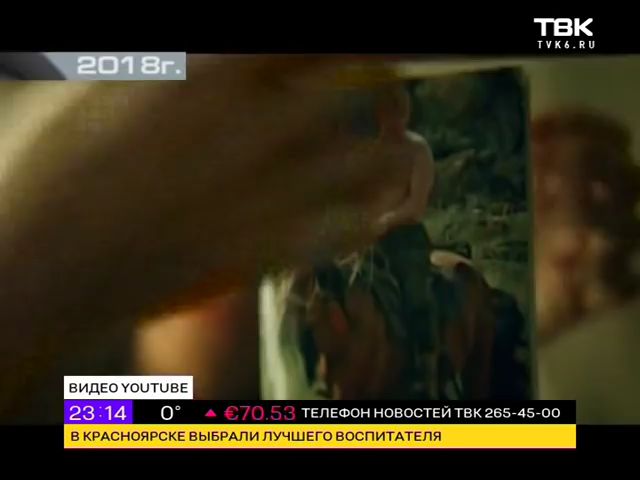 ТВК
TVK6.RU
2018г.
ВИДЕО YOUTUBE
23:14 0° €70.53 ТЕЛЕФОН НОВОСТЕЙ ТВК 265-45-00
В КРАСНОЯРСКЕ ВЫБРАЛИ ЛУЧШЕГО ВОСПИТАТЕЛЯ